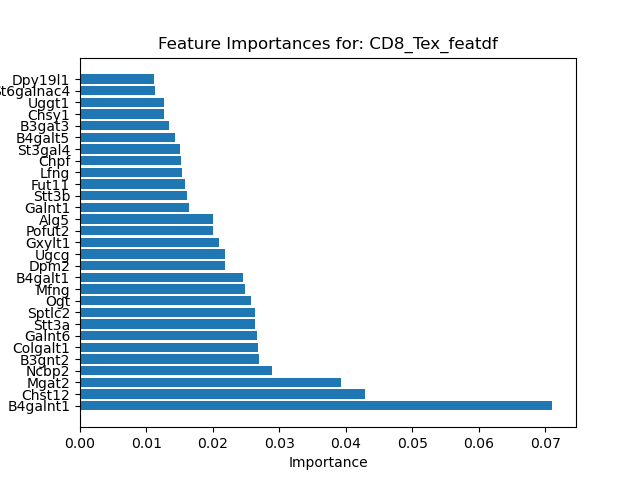 Feature Importances for: CD8_Tex_featdf
Dpy19l1
St6galnac4
Uggt1
Chsy1
B3gat3
B4galt5
St3gal4
Chpf
Lfng
Fut11
Stt3b
Galnt1
Alg5
Pofut2
Gxylt1
Ugcg
Dpm2
B4galt1
Mfng
Ogt
Sptlc2
Stt3a
Galnt6
Colgalt1
B3gnt2
Ncbp2
Mgat2
Chst12
B4galnt1
0.00 0.01 0.02 0.03 0.04 0.05 0.06 0.07
Importance